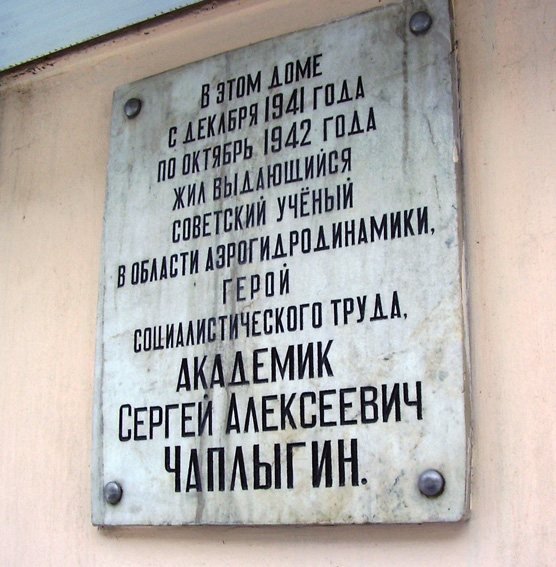 В ЭТОМ ДОМЕ
С ДЕКАБРЯ 1941 ГОДА
ПО ОКТЯБРЬ 1942 ГОДА
ЖИЛ ВЫДАЮЩИЙСЯ
СОВЕТСКИЙ УЧЁНЫЙ
В ОБЛАСТИ АЭРОГИДРОДИНАМИКИ,
ГЕРОЙ
СОЦИАЛИСТИЧЕСКОГО ТРУДА,
АКАДЕМИК
СЕРГЕЙ АЛЕКСЕЕВИЧ
ЧАПЛЫГИН.